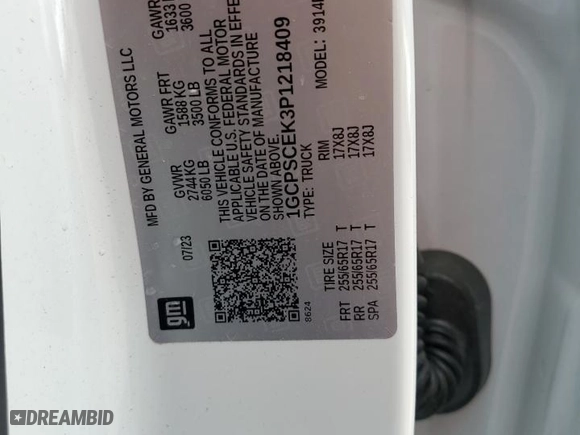 MFD BY GENERAL MOTORS LLC
07/23
GVWR
2744 KG
6050 LB
GAWR FRT
1588 KG
3500 LB
GAWR
1633
3600
THIS VEHICLE CONFORMS TO ALL
APPLICABLE U.S. FEDERAL MOTOR
VEHICLE SAFETY STANDARDS IN EFFE
ON THE DATE OF MANUFACTURE
SHOWN ABOVE.
1GCPSCEK3P1218409
TYPE: TRUCK
MODEL: 3914
gm
8624
TIRE SIZE
RIM
FRT 255/65R17 T 17X8J
RR 255/65R17 T 17X8J
SPA 255/65R17 T 17X8J
DREAMBID